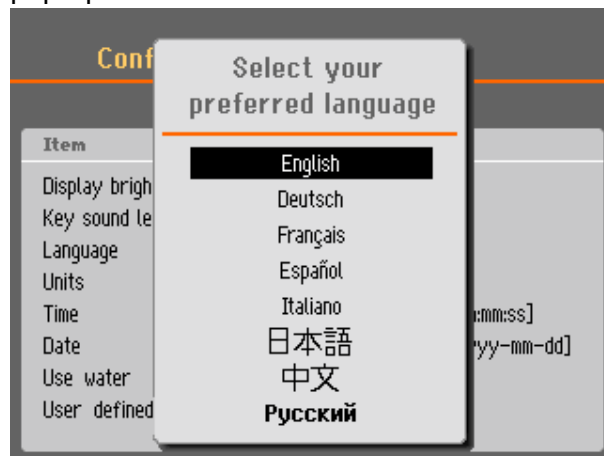 Conf
Select your
preferred language
Item
English
Deutsch
Français
Español
Italiano
日本語
中文
Русский
Display brigh
Key sound le
Language
Units
Time
:mm:ss]
Date
yy-mm-dd]
Use water
User defined